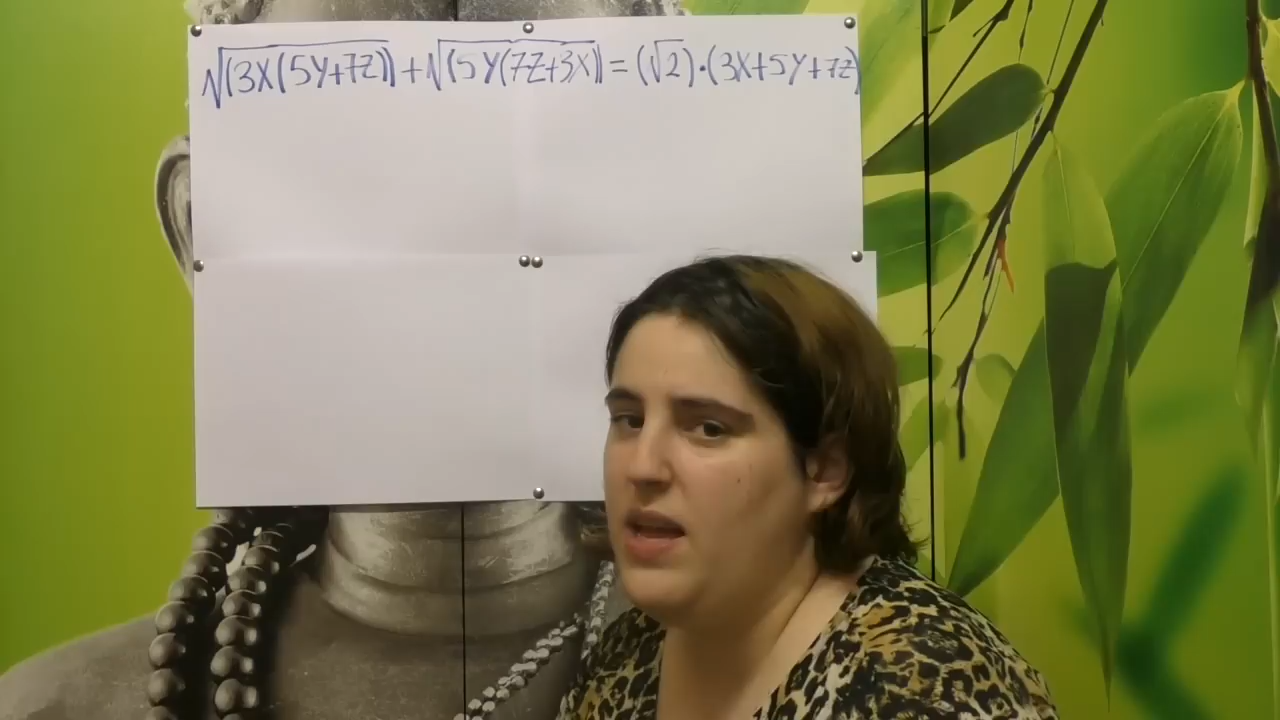 √(3X(5Y+7Z)) + √(5Y(7Z+3X)) = (√2)·(3X+5Y+7Z)